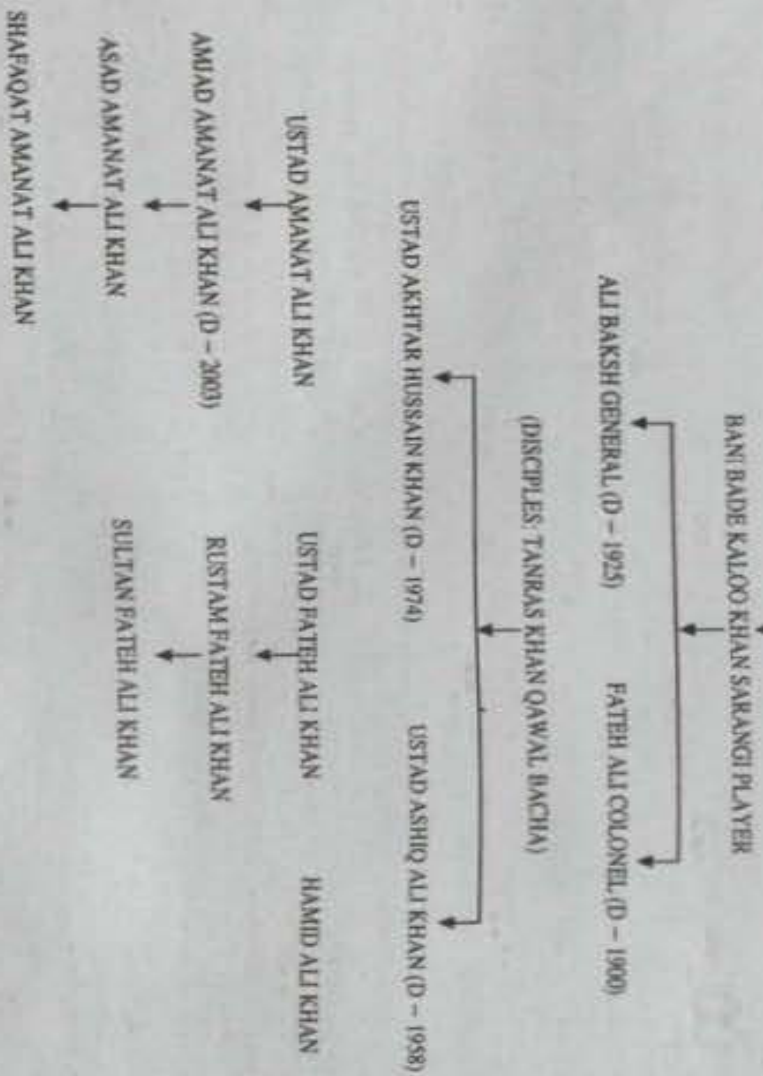 BANI BADE KALOO KHAN SARANGI PLAYER
ALI BAKSH GENERAL (D – 1925)
FATEH ALI COLONEL (D – 1900)
(DISCIPLES: TANRAS KHAN QAWAL BACHA)
USTAD AKHTAR HUSSAIN KHAN (D – 1974)
USTAD ASHIQ ALI KHAN (D – 1958)
USTAD AMANAT ALI KHAN
USTAD FATEH ALI KHAN
HAMID ALI KHAN
AMJAD AMANAT ALI KHAN (D – 2003)
RUSTAM FATEH ALI KHAN
ASAD AMANAT ALI KHAN
SULTAN FATEH ALI KHAN
SHAFAQAT AMANAT ALI KHAN